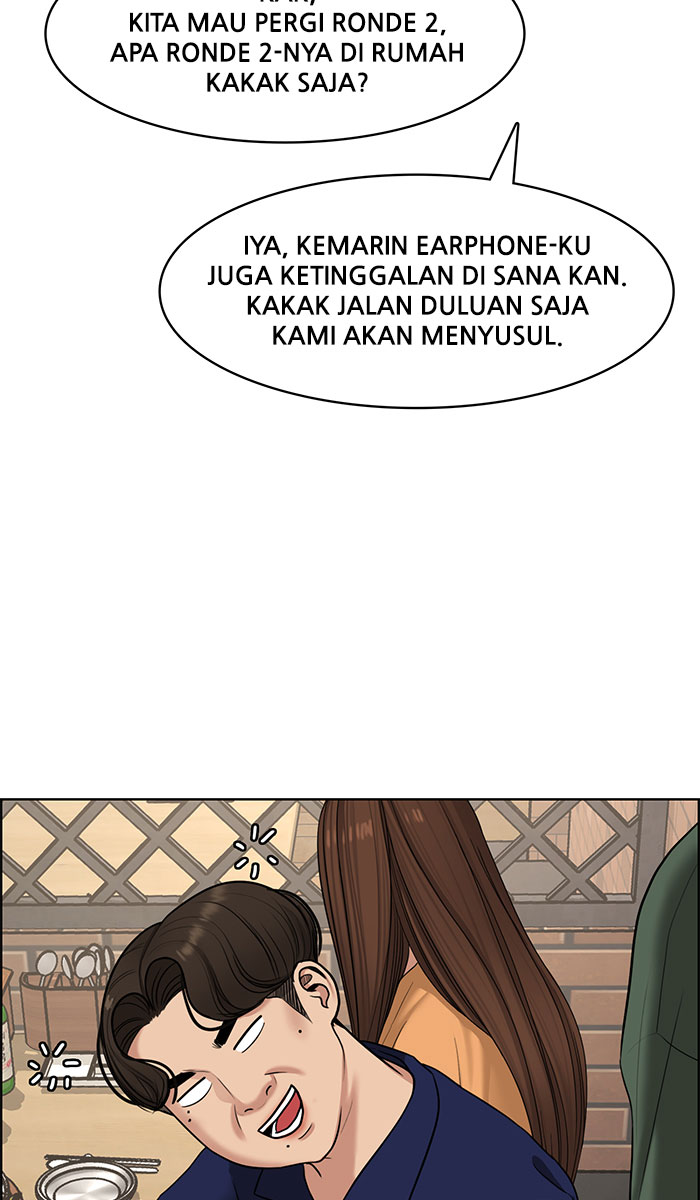 KAK,
KITA MAU PERGI RONDE 2,
APA RONDE 2-NYA DI RUMAH
KAKAK SAJA?
IYA, KEMARIN EARPHONE-KU
JUGA KETINGGALAN DI SANA KAN.
KAKAK JALAN DULUAN SAJA
KAMI AKAN MENYUSUL.